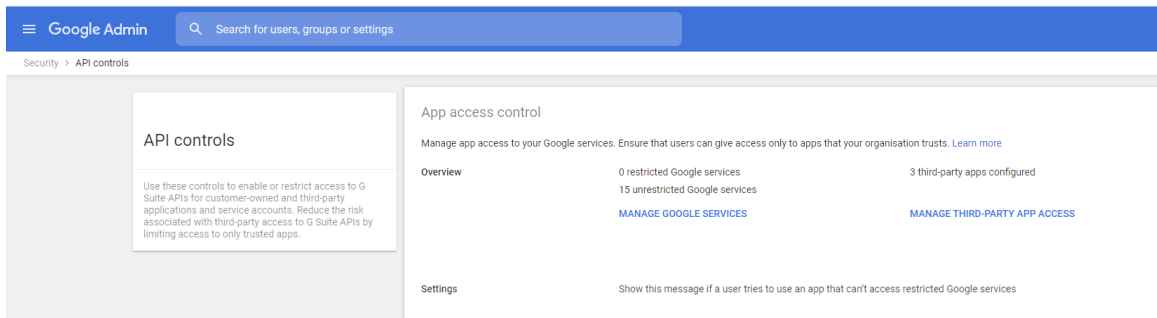 Google Admin
Search for users, groups or settings
Security > API controls
API controls
Use these controls to enable or restrict access to G
Suite APIs for customer-owned and third-party
applications and service accounts. Reduce the risk
associated with third-party access to G Suite APIs by
limiting access to only trusted apps.
App access control
Manage app access to your Google services. Ensure that users can give access only to apps that your organisation trusts. Learn more
Overview
0 restricted Google services
15 unrestricted Google services
MANAGE GOOGLE SERVICES
3 third-party apps configured
MANAGE THIRD-PARTY APP ACCESS
Settings
Show this message if a user tries to use an app that can't access restricted Google services